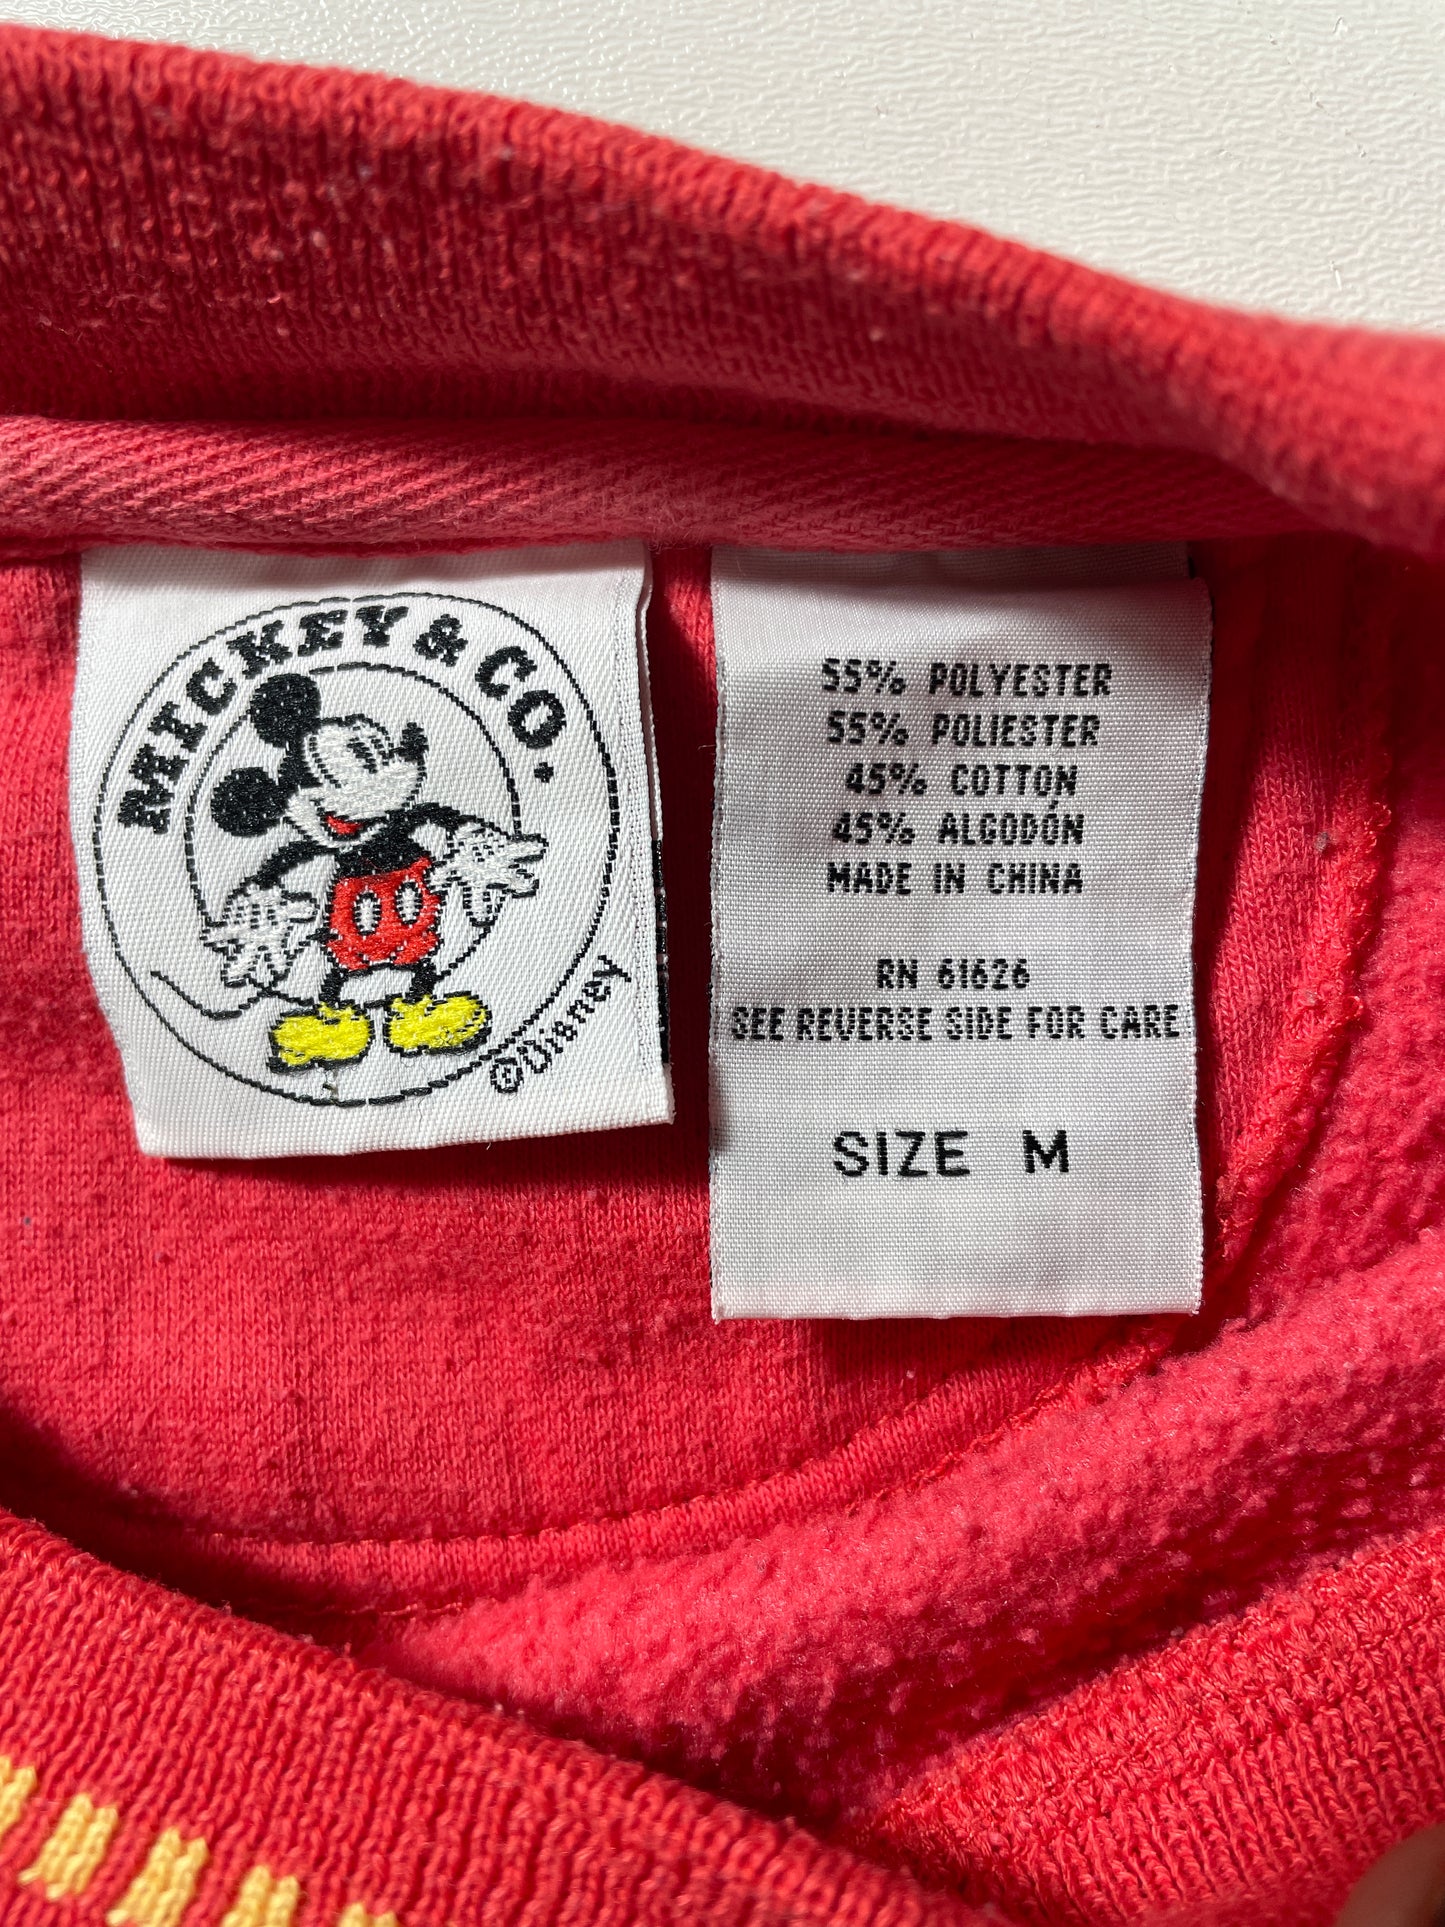 MICKEY & CO.
©Disney
55% POLYESTER
55% POLIESTER
45% COTTON
45% ALGODÓN
MADE IN CHINA
RN 61626
SEE REVERSE SIDE FOR CARE
SIZE M